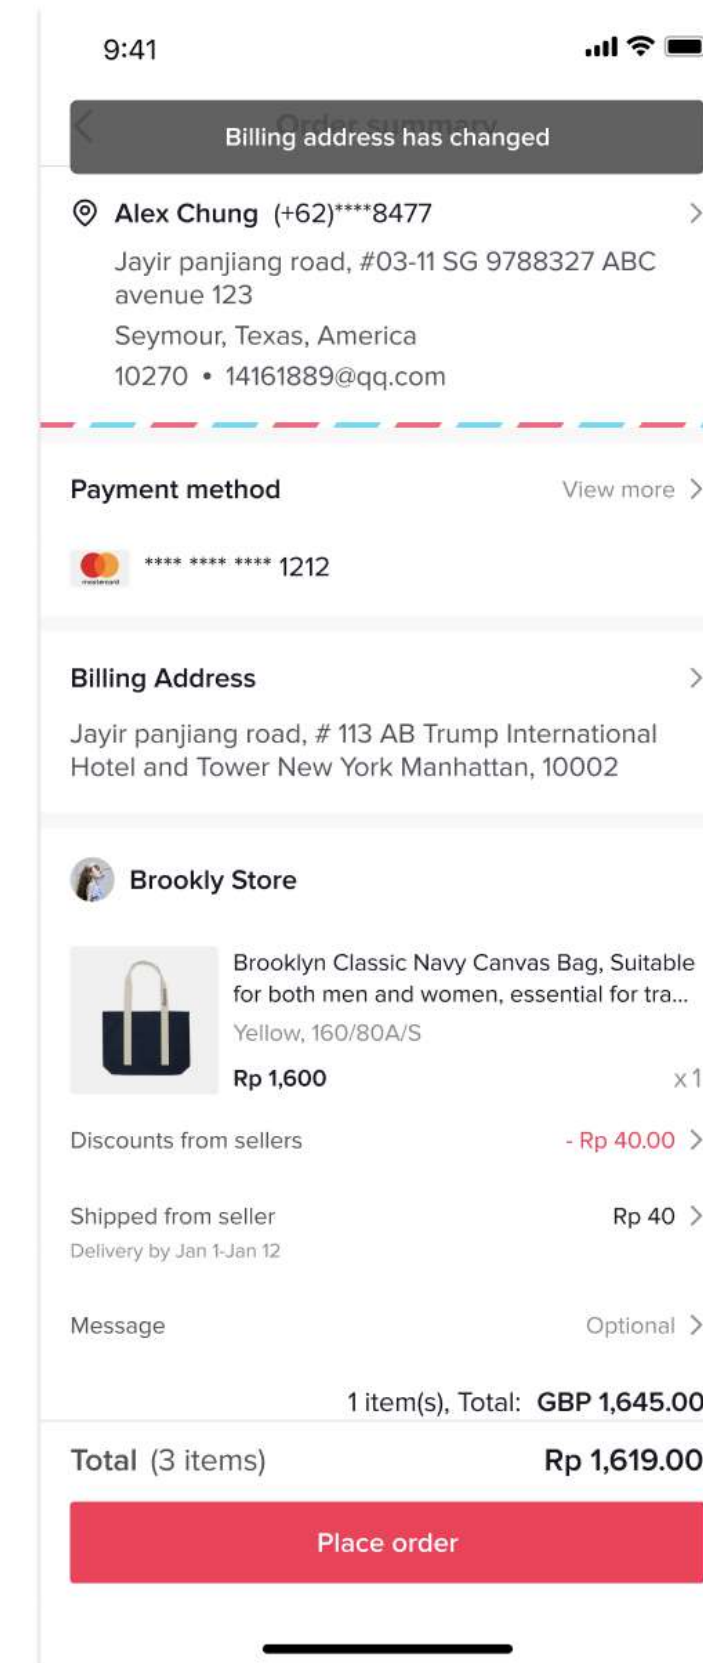 9:41
Order summary
Billing address has changed
Alex Chung (+62)****8477
Jayir panjiang road, #03-11 SG 9788327 ABC
avenue 123
Seymour, Texas, America
10270 • 14161889@qq.com
Payment method
View more
mastercard
**** **** **** 1212
Billing Address
Jayir panjiang road, # 113 AB Trump International
Hotel and Tower New York Manhattan, 10002
Brookly Store
Brooklyn Classic Navy Canvas Bag, Suitable
for both men and women, essential for tra...
Yellow, 160/80A/S
Rp 1,600 x 1
Discounts from sellers - Rp 40.00
Shipped from seller Rp 40
Delivery by Jan 1-Jan 12
Message Optional
1 item(s), Total: GBP 1,645.00
Total (3 items) Rp 1,619.00
Place order